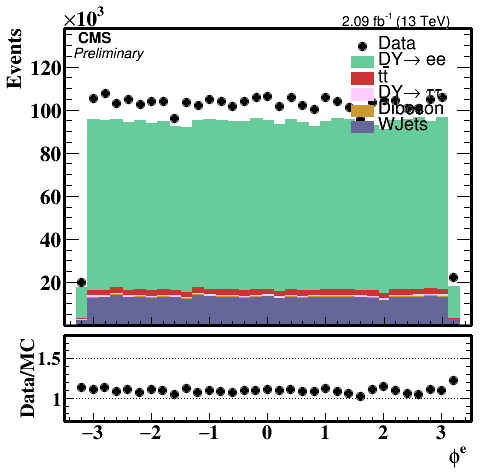 ×10³
2.09 fb⁻¹ (13 TeV)
CMS
Preliminary
Events
Data
DY→ ee
tt̄
DY→ ττ
Diboson
WJets
120
100
80
60
40
20
Data/MC
1.5
1
−3 −2 −1 0 1 2 3
ϕᵉ